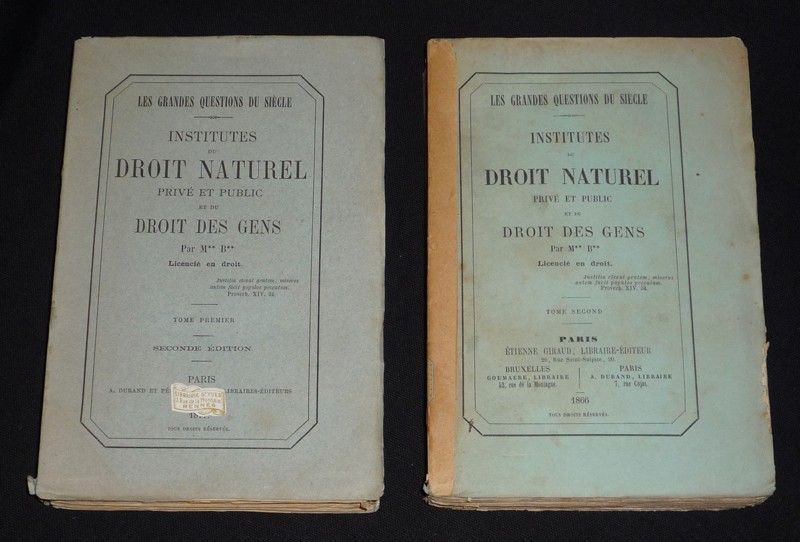 LES GRANDES QUESTIONS DU SIÈCLE
INSTITUTES
DU
DROIT NATUREL
PRIVÉ ET PUBLIC
ET DU
DROIT DES GENS
Par M** B**
Licencié en droit.
Justitia elevat gentem; miseros
autem facit populos peccatum.
Proverb. XIV, 34.
TOME PREMIER
SECONDE ÉDITION
PARIS
A. DURAND ET LIBRAIRES-ÉDITEURS
LIBRAIRIE
RENNES
TOUS DROITS RÉSERVÉS.
LES GRANDES QUESTIONS DU SIÈCLE
INSTITUTES
DE
DROIT NATUREL
PRIVÉ ET PUBLIC
ET DU
DROIT DES GENS
Par M** B**
Licencié en droit.
Justitia elevat gentem; miseros
autem facit populos peccatum.
Proverb. XIV, 34.
TOME SECOND
PARIS
ÉTIENNE GIRAUD, LIBRAIRE-ÉDITEUR
20, Rue Saint-Sulpice, 20
BRUXELLES
GOEMAERE, LIBRAIRE
52, rue de la Montagne.
PARIS
A. DURAND, LIBRAIRE
7, rue Cujas.
1866
TOUS DROITS RÉSERVÉS.